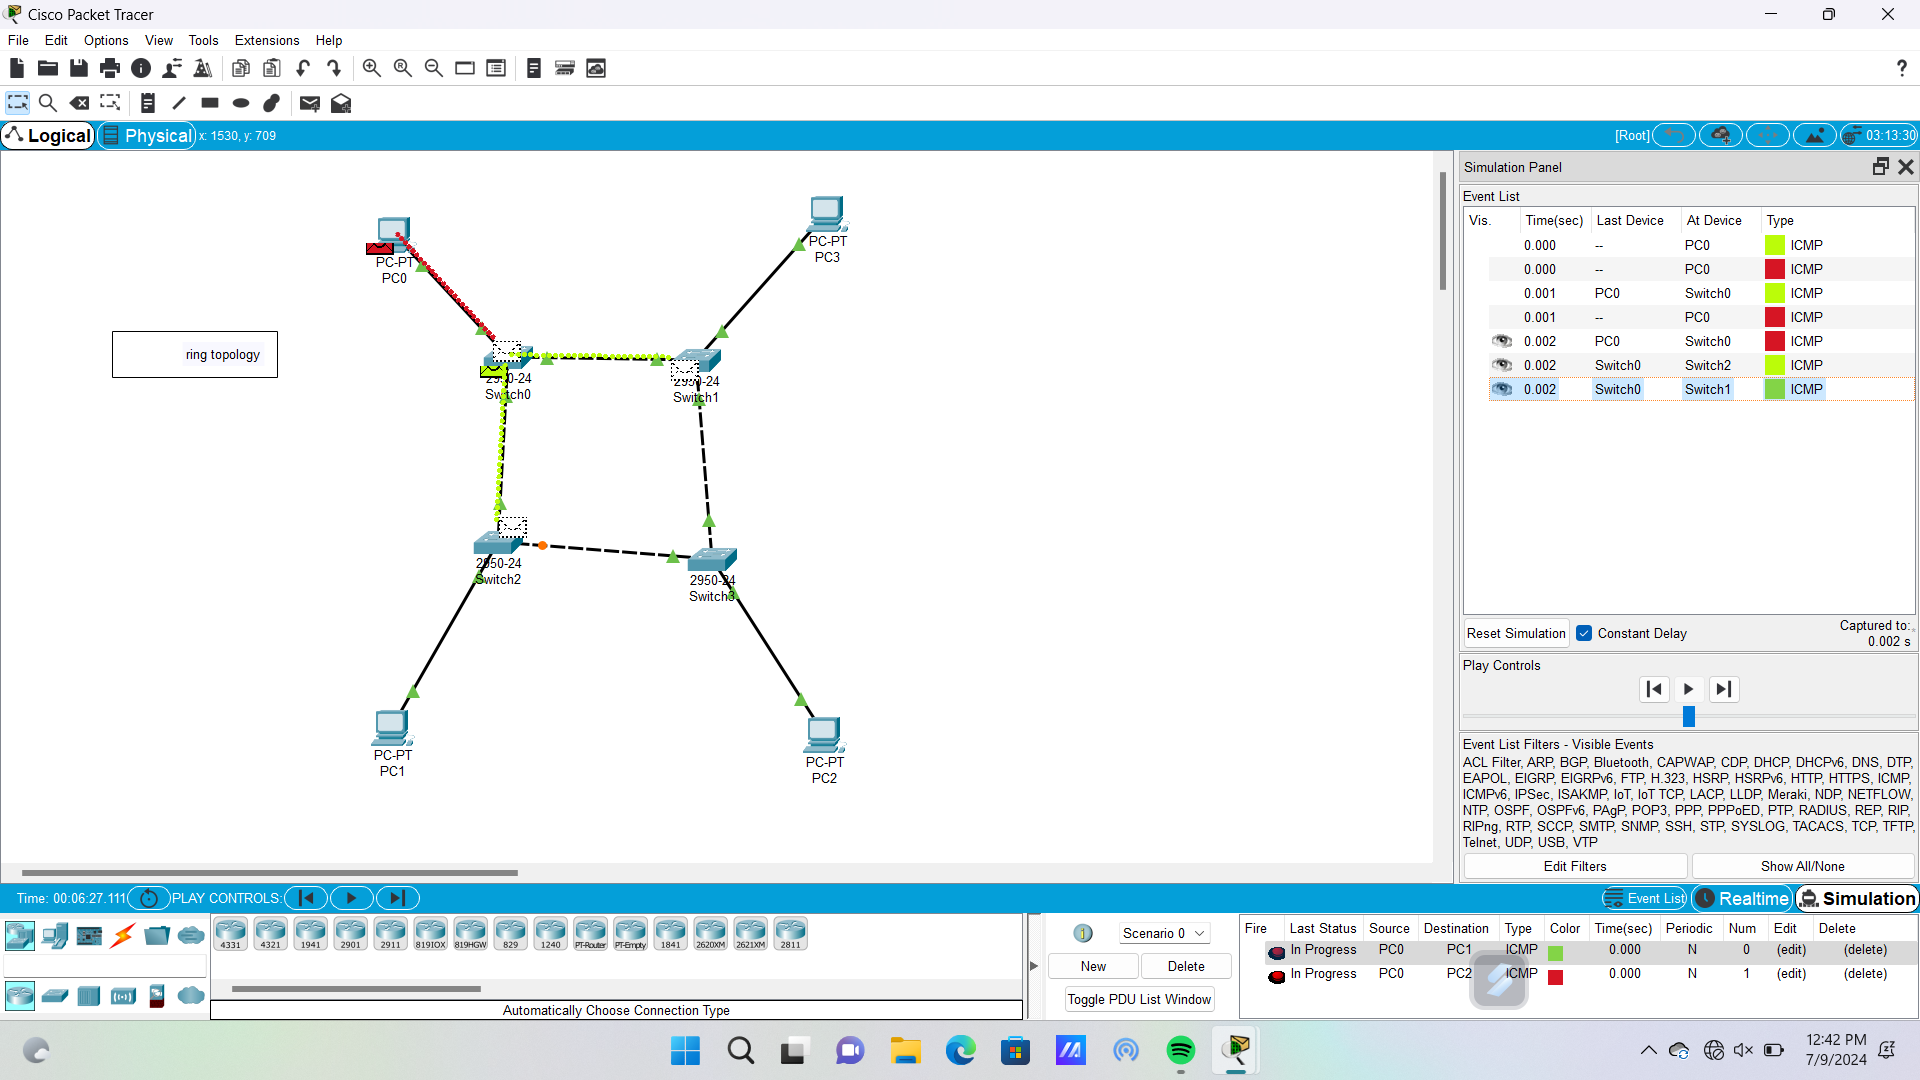 Cisco Packet Tracer
File Edit Options View Tools Extensions Help
Logical Physical x: 1530, y: 709 [Root] 03:13:30
PC-PT
PC0
PC-PT
PC3
ring topology
2950-24
Switch0
2950-24
Switch1
2950-24
Switch2
2950-24
Switch3
PC-PT
PC1
PC-PT
PC2
Simulation Panel
Event List
Vis. Time(sec) Last Device At Device Type
0.000 -- PC0 ICMP
0.000 -- PC0 ICMP
0.001 PC0 Switch0 ICMP
0.001 -- PC0 ICMP
0.002 PC0 Switch0 ICMP
0.002 Switch0 Switch2 ICMP
0.002 Switch0 Switch1 ICMP
Reset Simulation Constant Delay Captured to:
0.002 s
Play Controls
Event List Filters - Visible Events
ACL Filter, ARP, BGP, Bluetooth, CAPWAP, CDP, DHCP, DHCPv6, DNS, DTP,
EAPOL, EIGRP, EIGRPv6, FTP, H.323, HSRP, HSRPv6, HTTP, HTTPS, ICMP,
ICMPv6, IPSec, ISAKMP, IoT, IoT TCP, LACP, LLDP, Meraki, NDP, NETFLOW,
NTP, OSPF, OSPFv6, PAgP, POP3, PPP, PPPoED, PTP, RADIUS, REP, RIP,
RIPng, RTP, SCCP, SMTP, SNMP, SSH, STP, SYSLOG, TACACS, TCP, TFTP,
Telnet, UDP, USB, VTP
Edit Filters Show All/None
Time: 00:06:27.111 PLAY CONTROLS: Event List Realtime Simulation
4331 4321 1941 2901 2911 819IOX 819HGW 829 1240 PT-Router PT-Empty 1841 2620XM 2621XM 2811
Automatically Choose Connection Type
Scenario 0
New Delete
Toggle PDU List Window
Fire Last Status Source Destination Type Color Time(sec) Periodic Num Edit Delete
In Progress PC0 PC1 ICMP 0.000 N 0 (edit) (delete)
In Progress PC0 PC2 ICMP 0.000 N 1 (edit) (delete)
12:42 PM
7/9/2024